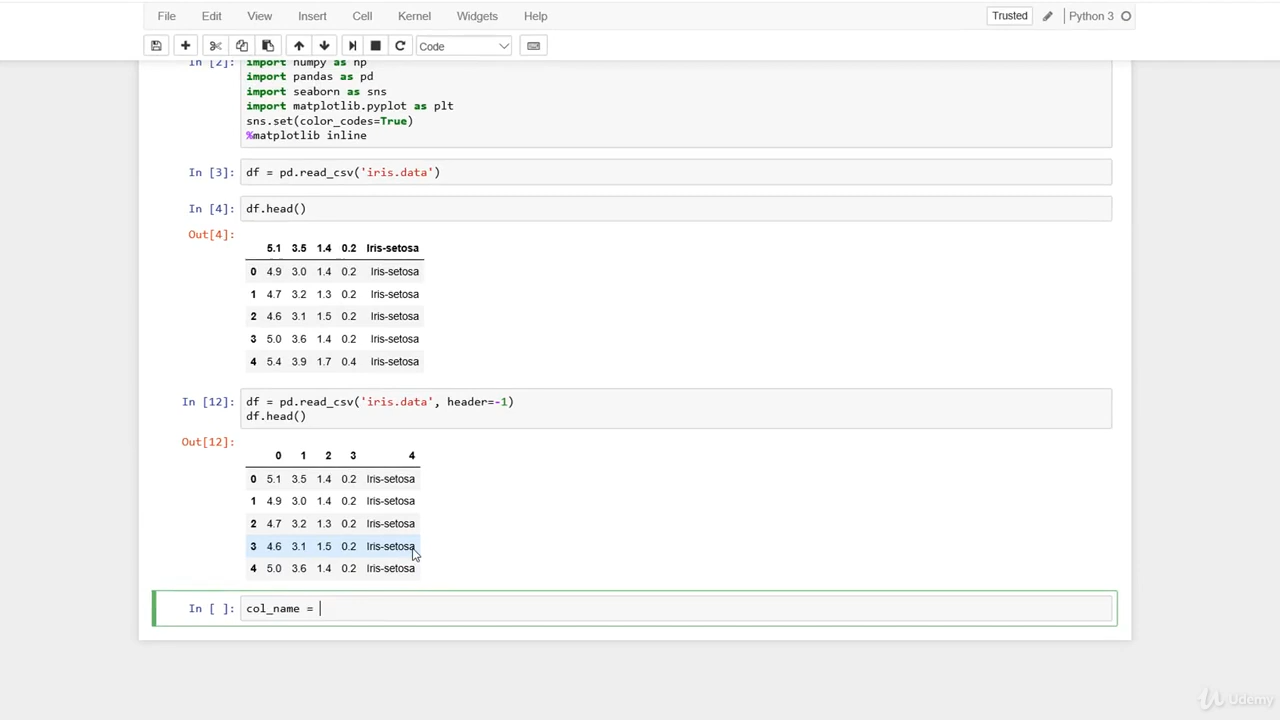 File Edit View Insert Cell Kernel Widgets Help Trusted Python 3
Code
In [2]: import numpy as np
import pandas as pd
import seaborn as sns
import matplotlib.pyplot as plt
sns.set(color_codes=True)
%matplotlib inline
In [3]: df = pd.read_csv('iris.data')
In [4]: df.head()
Out[4]:
5.1 3.5 1.4 0.2 Iris-setosa
0 4.9 3.0 1.4 0.2 Iris-setosa
1 4.7 3.2 1.3 0.2 Iris-setosa
2 4.6 3.1 1.5 0.2 Iris-setosa
3 5.0 3.6 1.4 0.2 Iris-setosa
4 5.4 3.9 1.7 0.4 Iris-setosa
In [12]: df = pd.read_csv('iris.data', header=-1)
df.head()
Out[12]:
0 1 2 3 4
0 5.1 3.5 1.4 0.2 Iris-setosa
1 4.9 3.0 1.4 0.2 Iris-setosa
2 4.7 3.2 1.3 0.2 Iris-setosa
3 4.6 3.1 1.5 0.2 Iris-setosa
4 5.0 3.6 1.4 0.2 Iris-setosa
In [ ]: col_name =
Udemy